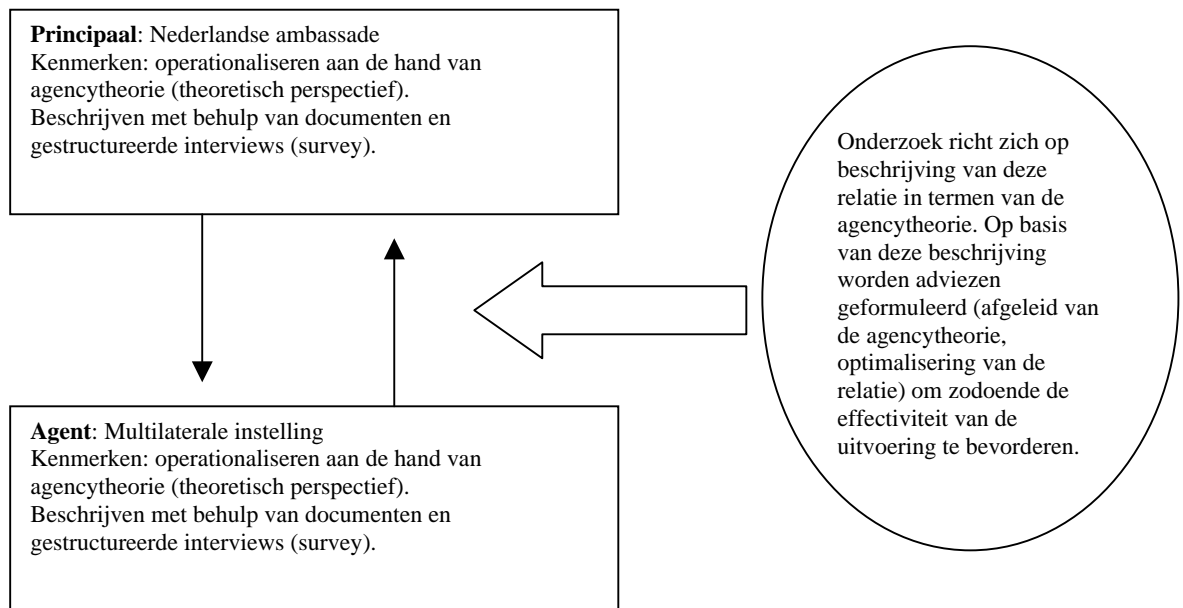 Principaal: Nederlandse ambassade
Kenmerken: operationaliseren aan de hand van
agencytheorie (theoretisch perspectief).
Beschrijven met behulp van documenten en
gestructureerde interviews (survey).
Onderzoek richt zich op
beschrijving van deze
relatie in termen van de
agencytheorie. Op basis
van deze beschrijving
worden adviezen
geformuleerd (afgeleid van
de agencytheorie,
optimalisering van de
relatie) om zodoende de
effectiviteit van de
uitvoering te bevorderen.
Agent: Multilaterale instelling
Kenmerken: operationaliseren aan de hand van
agencytheorie (theoretisch perspectief).
Beschrijven met behulp van documenten en
gestructureerde interviews (survey).